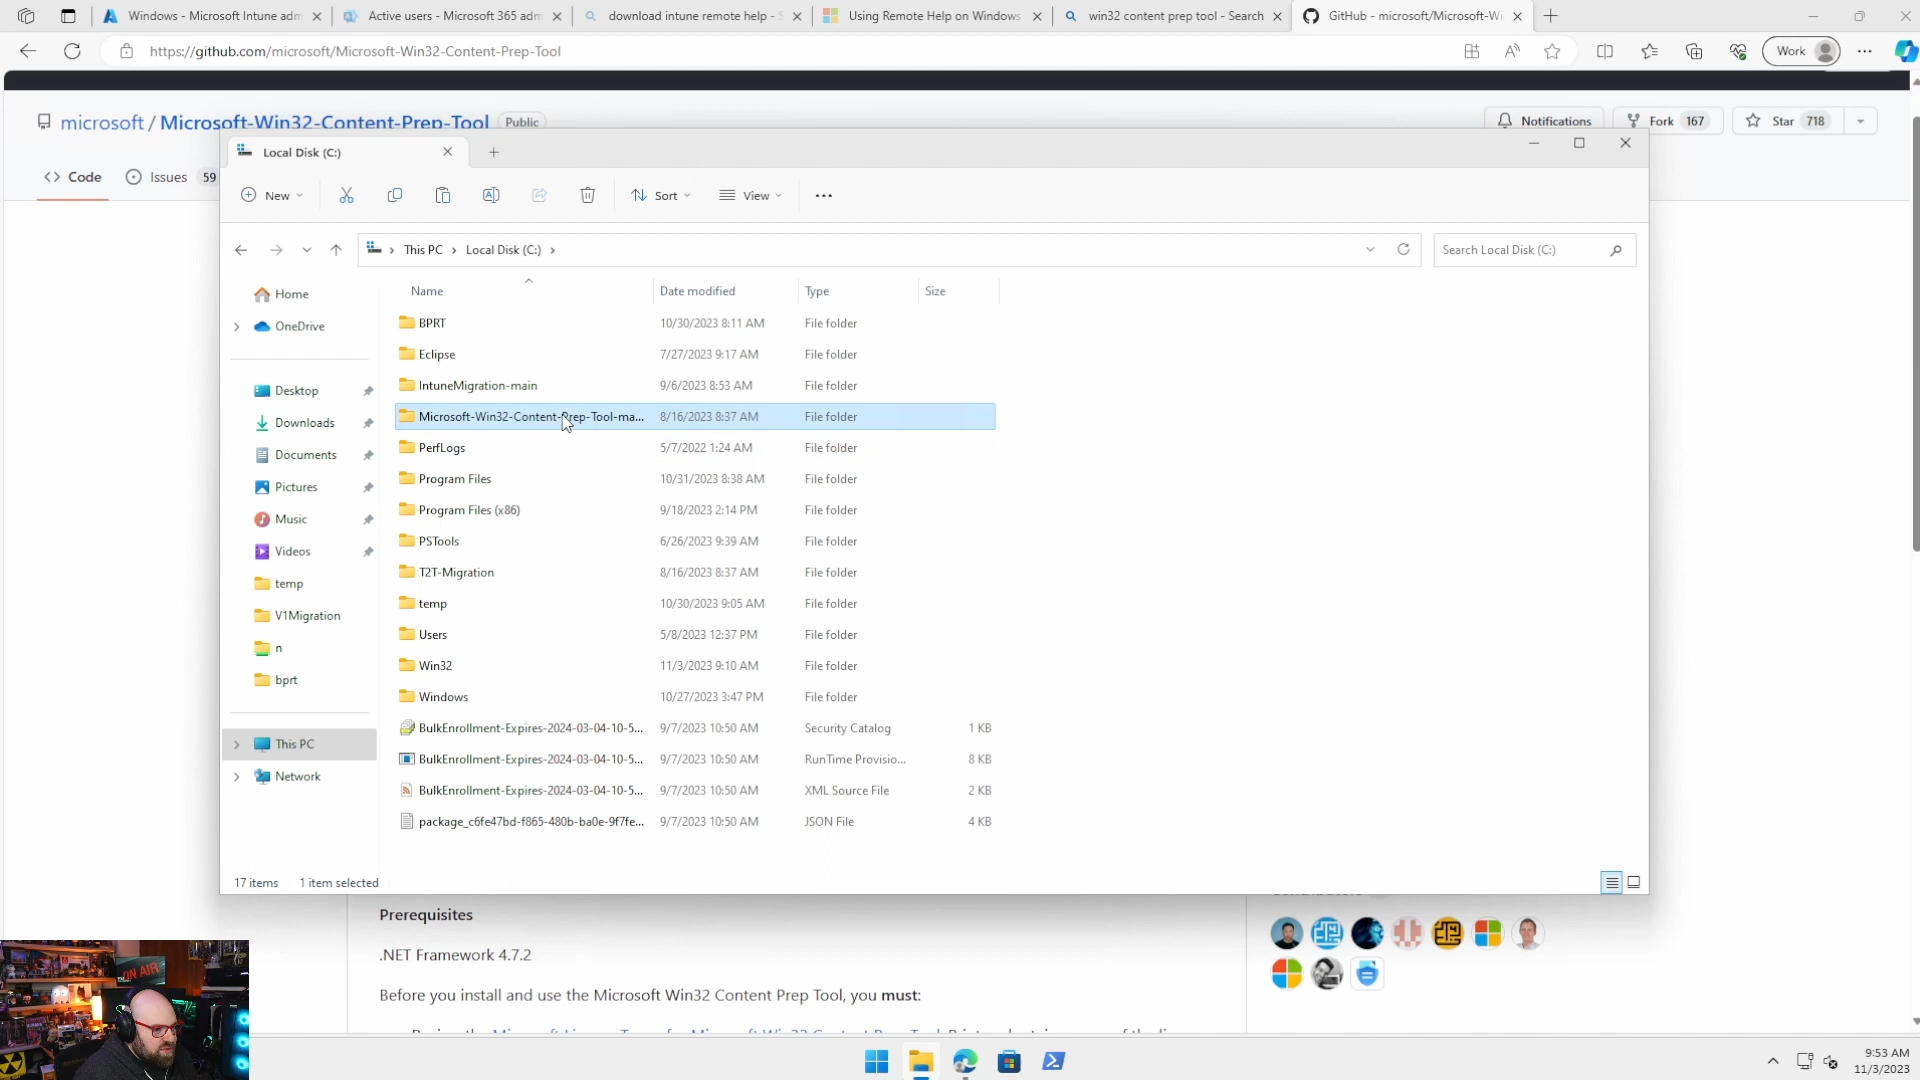 Windows - Microsoft Intune adm
Active users - Microsoft 365 adm
download intune remote help - S
Using Remote Help on Windows
win32 content prep tool - Search
GitHub - microsoft/Microsoft-Wi
https://github.com/microsoft/Microsoft-Win32-Content-Prep-Tool
Work
microsoft / Microsoft-Win32-Content-Prep-Tool Public
Notifications
Fork 167
Star 718
Code
Issues 59
Local Disk (C:)
New
Sort
View
This PC > Local Disk (C:) >
Search Local Disk (C:)
Home
OneDrive
Desktop
Downloads
Documents
Pictures
Music
Videos
temp
V1Migration
n
bprt
This PC
Network
Name Date modified Type Size
BPRT 10/30/2023 8:11 AM File folder
Eclipse 7/27/2023 9:17 AM File folder
IntuneMigration-main 9/6/2023 8:53 AM File folder
Microsoft-Win32-Content-Prep-Tool-ma... 8/16/2023 8:37 AM File folder
PerfLogs 5/7/2022 1:24 AM File folder
Program Files 10/31/2023 8:38 AM File folder
Program Files (x86) 9/18/2023 2:14 PM File folder
PSTools 6/26/2023 9:39 AM File folder
T2T-Migration 8/16/2023 8:37 AM File folder
temp 10/30/2023 9:05 AM File folder
Users 5/8/2023 12:37 PM File folder
Win32 11/3/2023 9:10 AM File folder
Windows 10/27/2023 3:47 PM File folder
BulkEnrollment-Expires-2024-03-04-10-5... 9/7/2023 10:50 AM Security Catalog 1 KB
BulkEnrollment-Expires-2024-03-04-10-5... 9/7/2023 10:50 AM RunTime Provisio... 8 KB
BulkEnrollment-Expires-2024-03-04-10-5... 9/7/2023 10:50 AM XML Source File 2 KB
package_c6fe47bd-f865-480b-ba0e-9f7fe... 9/7/2023 10:50 AM JSON File 4 KB
17 items 1 item selected
Prerequisites
.NET Framework 4.7.2
Before you install and use the Microsoft Win32 Content Prep Tool, you must:
ON AIR
9:53 AM
11/3/2023